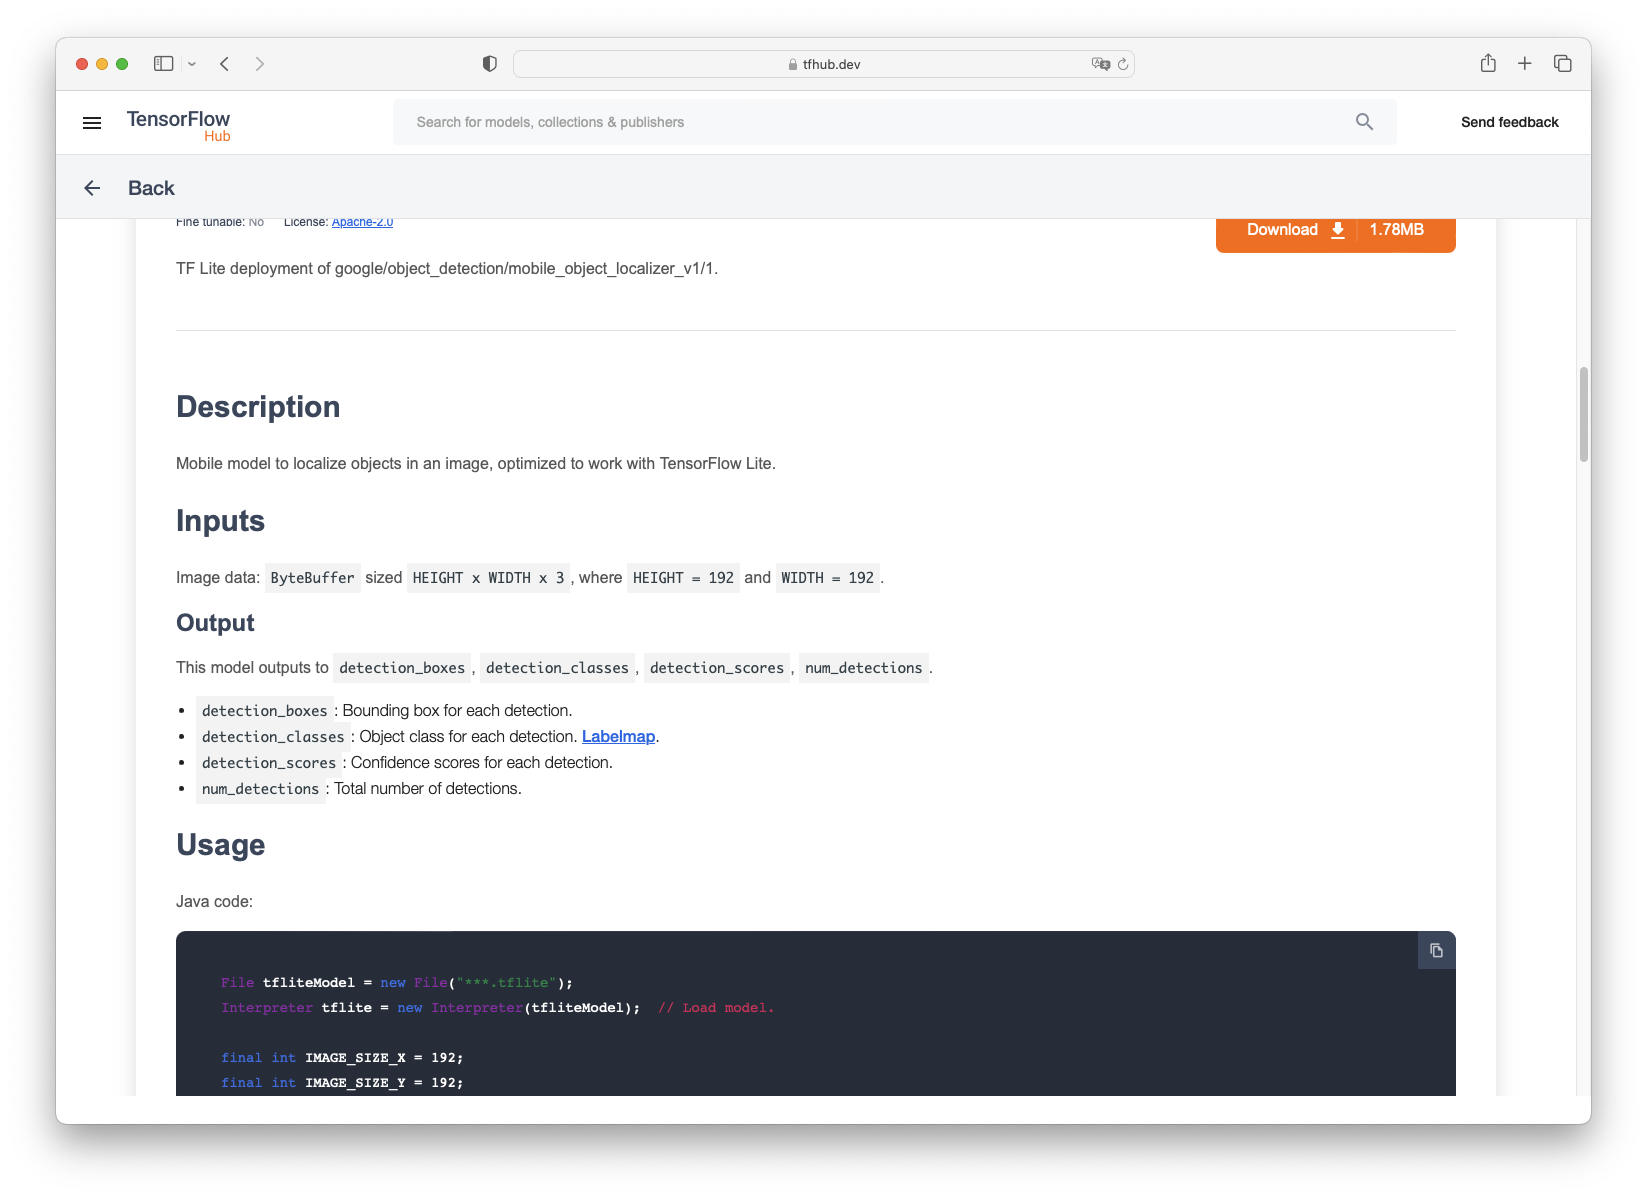 tfhub.dev
TensorFlow
Hub
Search for models, collections & publishers
Send feedback
Back
Fine tunable: No License: Apache-2.0
Download 1.78MB
TF Lite deployment of google/object_detection/mobile_object_localizer_v1/1.
Description
Mobile model to localize objects in an image, optimized to work with TensorFlow Lite.
Inputs
Image data: ByteBuffer sized HEIGHT x WIDTH x 3, where HEIGHT = 192 and WIDTH = 192.
Output
This model outputs to detection_boxes, detection_classes, detection_scores, num_detections.
• detection_boxes: Bounding box for each detection.
• detection_classes: Object class for each detection. Labelmap.
• detection_scores: Confidence scores for each detection.
• num_detections: Total number of detections.
Usage
Java code:
File tfliteModel = new File("***.tflite");
Interpreter tflite = new Interpreter(tfliteModel);  // Load model.
final int IMAGE_SIZE_X = 192;
final int IMAGE_SIZE_Y = 192;